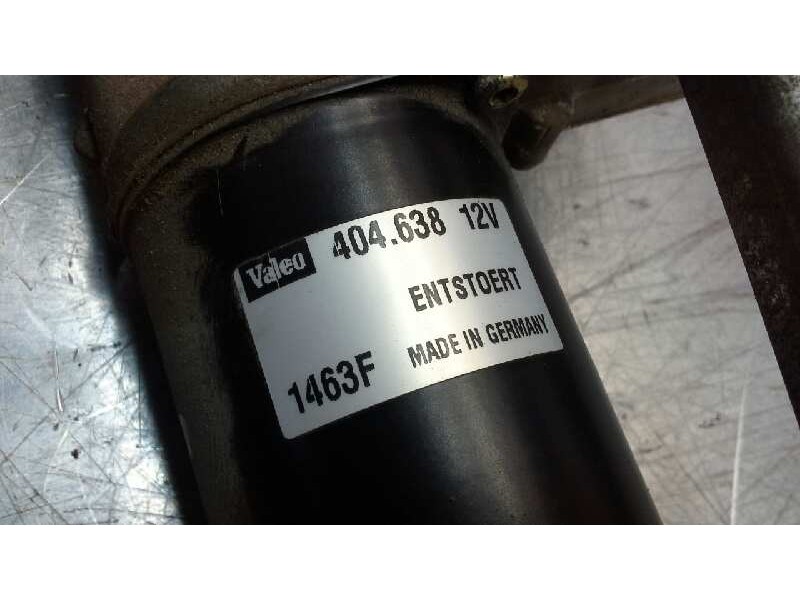 Valeo 404.638 12V
ENTSTOERT
1463F MADE IN GERMANY